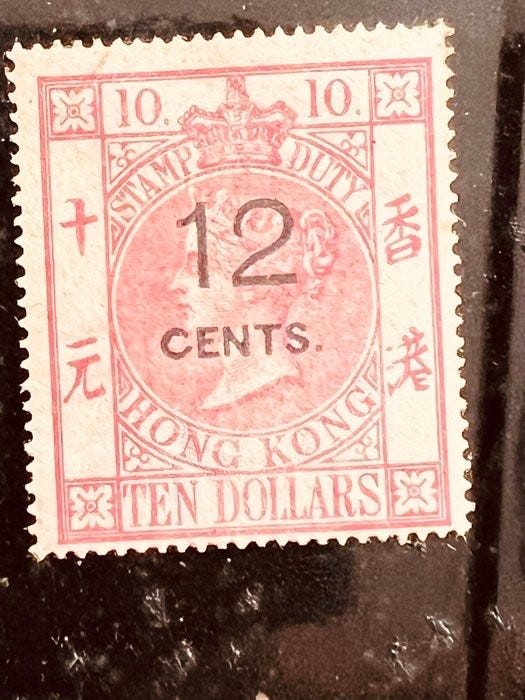 10. 10.
STAMP DUTY
十元
香港
12
CENTS.
HONG KONG
TEN DOLLARS